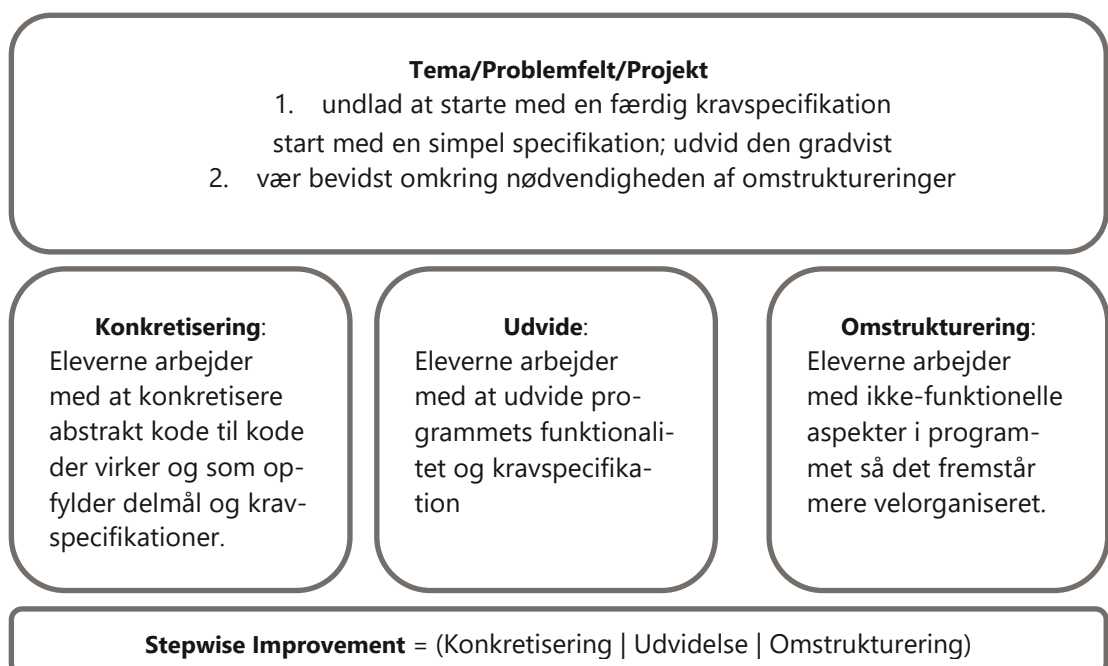 Tema/Problemfelt/Projekt
1. undlad at starte med en færdig kravspecifikation
start med en simpel specifikation; udvid den gradvist
2. vær bevidst omkring nødvendigheden af omstruktureringer
Konkretisering:
Eleverne arbejder
med at konkretisere
abstrakt kode til kode
der virker og som op-
fylder delmål og krav-
specifikationer.
Udvide:
Eleverne arbejder
med at udvide pro-
grammets funktionali-
tet og kravspecifika-
tion
Omstrukturering:
Eleverne arbejder
med ikke-funktionelle
aspekter i program-
met så det fremstår
mere velorganiseret.
Stepwise Improvement = (Konkretisering | Udvidelse | Omstrukturering)